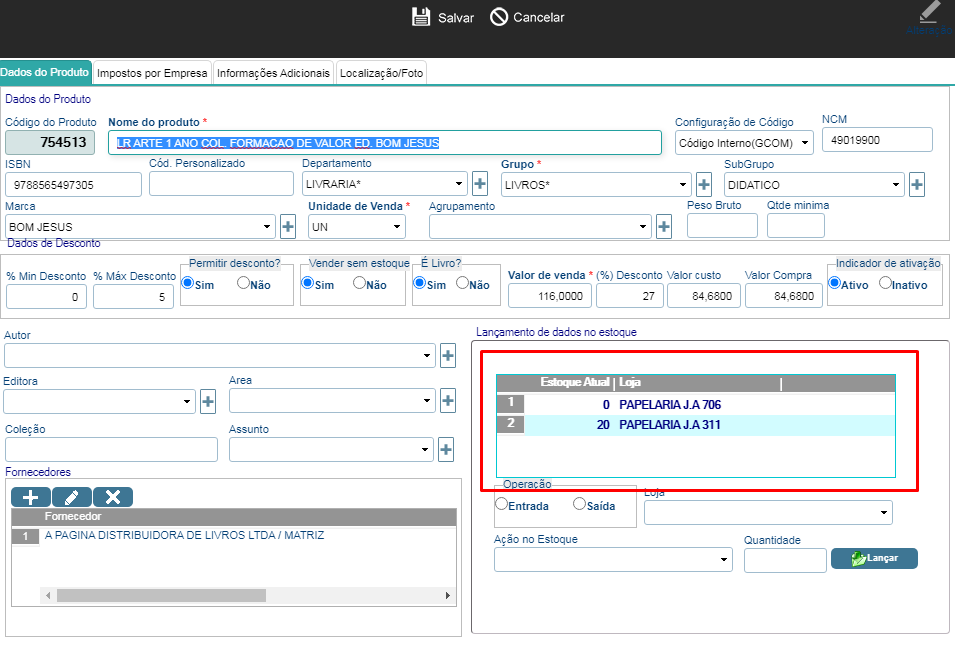 Salvar Cancelar
Dados do Produto Impostos por Empresa Informações Adicionais Localização/Foto
Dados do Produto
Código do Produto Nome do produto * Configuração de Código NCM
754513 LR ARTE 1 ANO COL. FORMACAO DE VALOR ED. BOM JESUS Código Interno(GCOM) 49019900
ISBN Cód. Personalizado Departamento Grupo * SubGrupo
9788565497305 LIVRARIA* LIVROS* DIDATICO
Marca Unidade de Venda * Agrupamento Peso Bruto Qtde minima
BOM JESUS UN
Dados de Desconto
% Min Desconto % Máx Desconto Permitir desconto? Vender sem estoque É Livro? Valor de venda * (%) Desconto Valor custo Valor Compra Indicador de ativação
0 5 Sim Não Sim Não Sim Não 116,0000 27 84,6800 84,6800 Ativo Inativo
Autor
Editora Area
Coleção Assunto
Fornecedores
Fornecedor
1 A PAGINA DISTRIBUIDORA DE LIVROS LTDA / MATRIZ
Lançamento de dados no estoque
Estoque Atual Loja
1 0 PAPELARIA J.A 706
2 20 PAPELARIA J.A 311
Operação Loja
Entrada Saída
Ação no Estoque Quantidade
Lançar